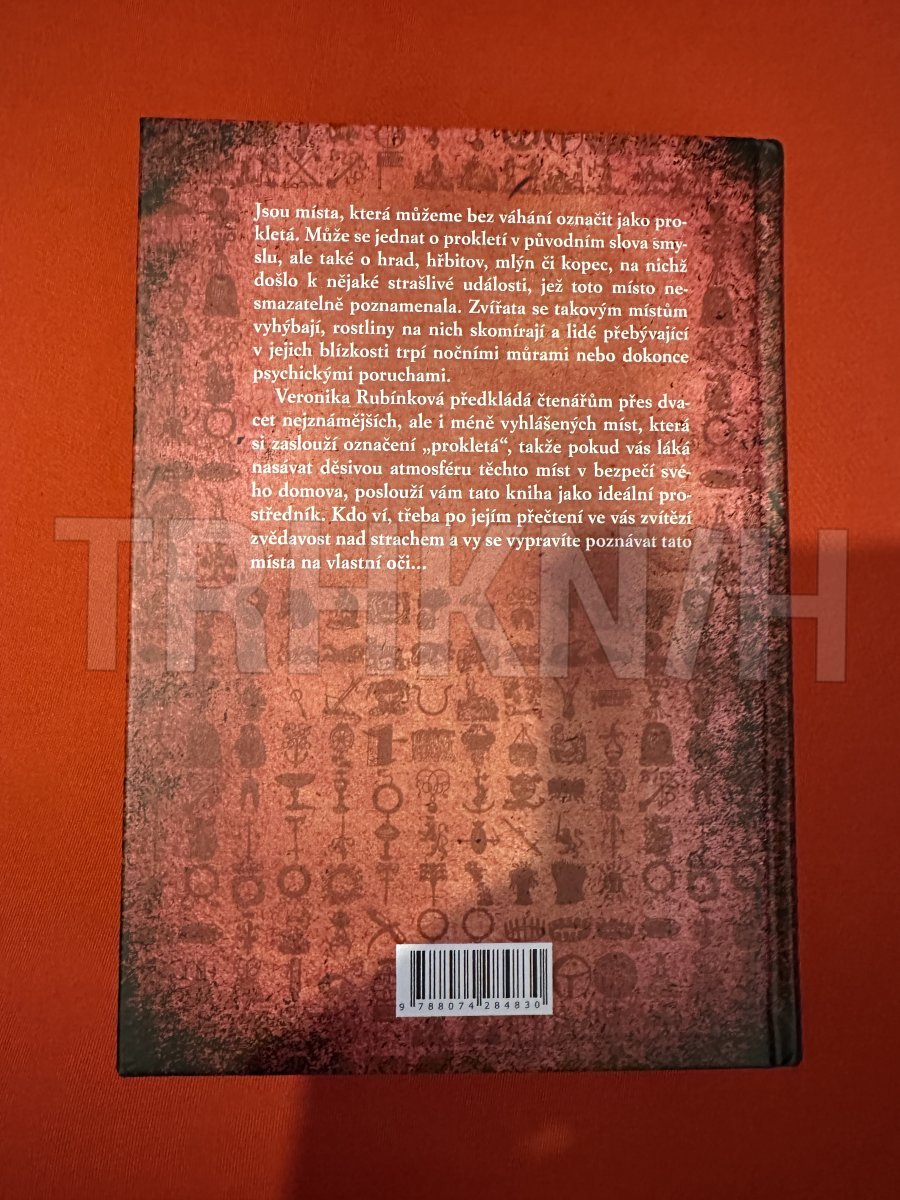 Jsou místa, která můžeme bez váhání označit jako pro-
kletá. Může se jednat o prokletí v původním slova smy-
slu, ale také o hrad, hřbitov, mlýn či kopec, na nichž
došlo k nějaké strašlivé události, jež toto místo ne-
smazatelně poznamenala. Zvířata se takovým místům
vyhýbají, rostliny na nich skomírají a lidé přebývající
v jejich blízkosti trpí nočními můrami nebo dokonce
psychickými poruchami.
Veronika Rubínková předkládá čtenářům přes dva-
cet nejznámějších, ale i méně vyhlášených míst, která
si zaslouží označení „prokletá“, takže pokud vás láká
nasávat děsivou atmosféru těchto míst v bezpečí své-
ho domova, poslouží vám tato kniha jako ideální pro-
středník. Kdo ví, třeba po jejím přečtení ve vás zvítězí
zvědavost nad strachem a vy se vypravíte poznávat tato
místa na vlastní oči...
TRHKNIH
9 788074 284830